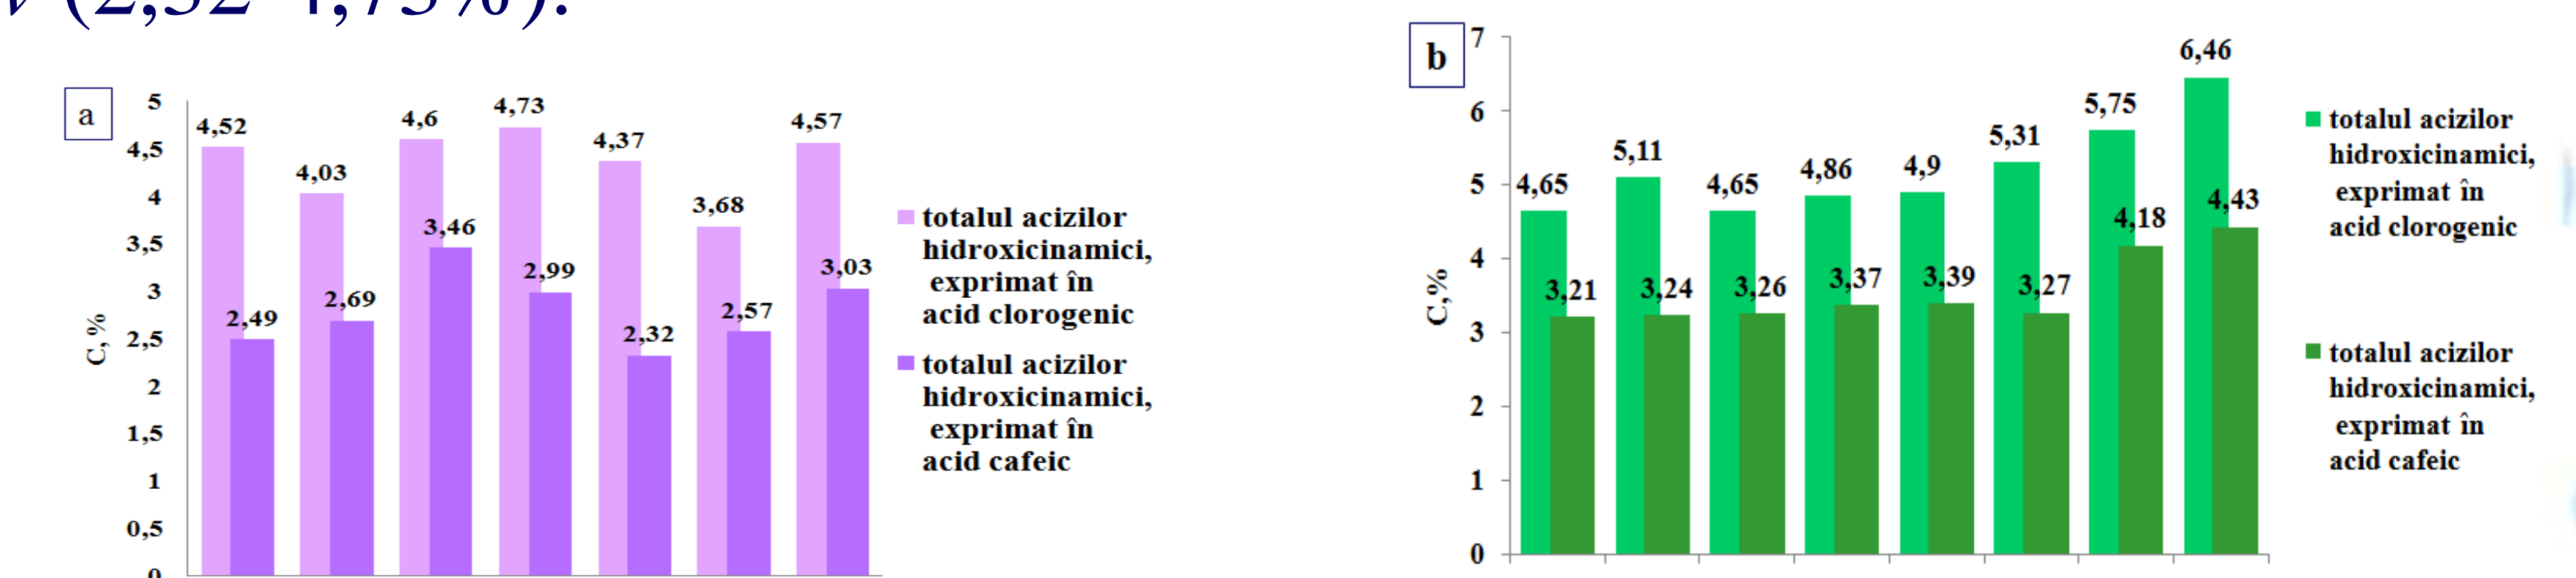 (2,32-4,73%).
a
5
4,5
4
3,5
3
2,5
2
1,5
1
0,5
0
C,%
4,52
4,03
4,6
4,73
4,37
3,68
4,57
2,49
2,69
3,46
2,99
2,32
2,57
3,03
totalul acizilor
hidroxicinamici,
exprimat în
acid clorogenic
totalul acizilor
hidroxicinamici,
exprimat în
acid cafeic
b
7
6
5
4
3
2
1
0
C,%
4,65
5,11
4,65
4,86
4,9
5,31
5,75
6,46
3,21
3,24
3,26
3,37
3,39
3,27
4,18
4,43
totalul acizilor
hidroxicinamici,
exprimat în
acid clorogenic
totalul acizilor
hidroxicinamici,
exprimat în
acid cafeic